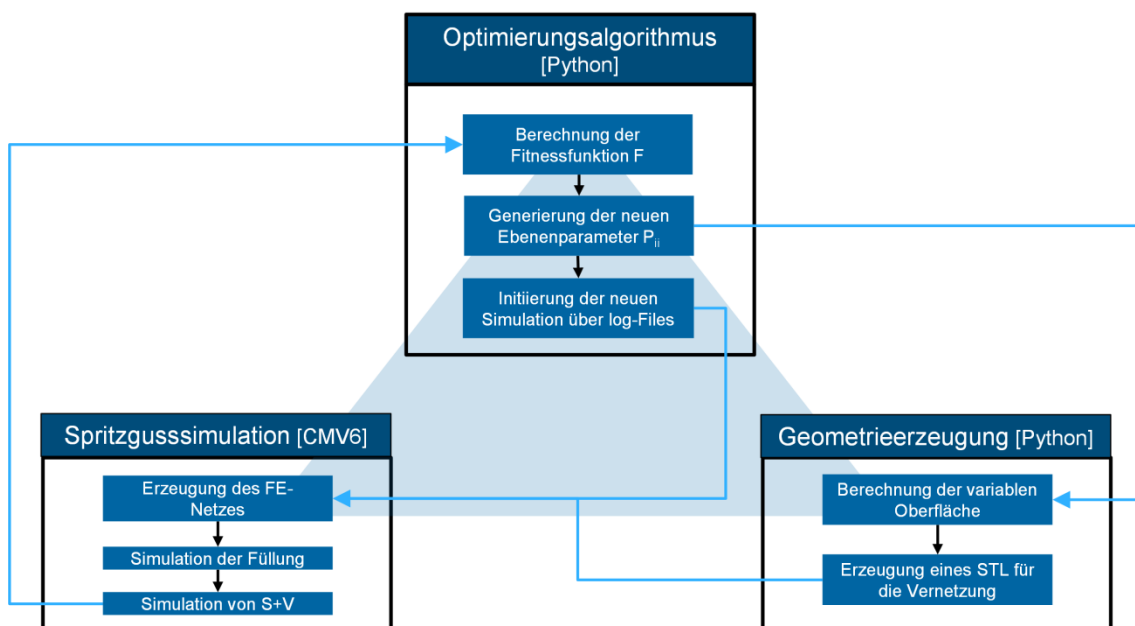 Optimierungsalgorithmus
[Python]
Berechnung der
Fitnessfunktion F
Generierung der neuen
Ebenenparameter Pii
Initiierung der neuen
Simulation über log-Files
Spritzgusssimulation [CMV6]
Erzeugung des FE-
Netzes
Simulation der Füllung
Simulation von S+V
Geometrieerzeugung [Python]
Berechnung der variablen
Oberfläche
Erzeugung eines STL für
die Vernetzung